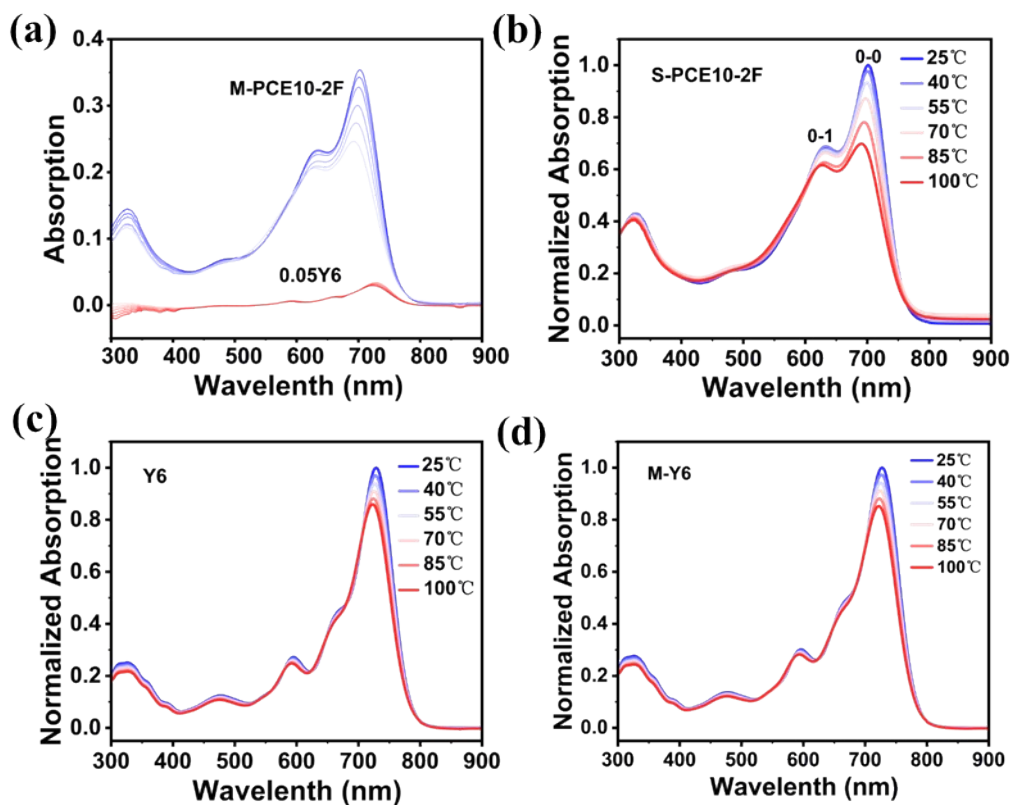 (a)
0.4
0.3
0.2
0.1
0.0
Absorption
M-PCE10-2F
0.05Y6
300 400 500 600 700 800 900
Wavelenth (nm)
(b)
1.0
0.8
0.6
0.4
0.2
0.0
Normalized Absorption
S-PCE10-2F
0-0
0-1
25℃
40℃
55℃
70℃
85℃
100℃
300 400 500 600 700 800 900
Wavelenth (nm)
(c)
1.0
0.8
0.6
0.4
0.2
0.0
Normalized Absorption
Y6
25℃
40℃
55℃
70℃
85℃
100℃
300 400 500 600 700 800 900
Wavelenth (nm)
(d)
1.0
0.8
0.6
0.4
0.2
0.0
Normalized Absorption
M-Y6
25℃
40℃
55℃
70℃
85℃
100℃
300 400 500 600 700 800 900
Wavelenth (nm)